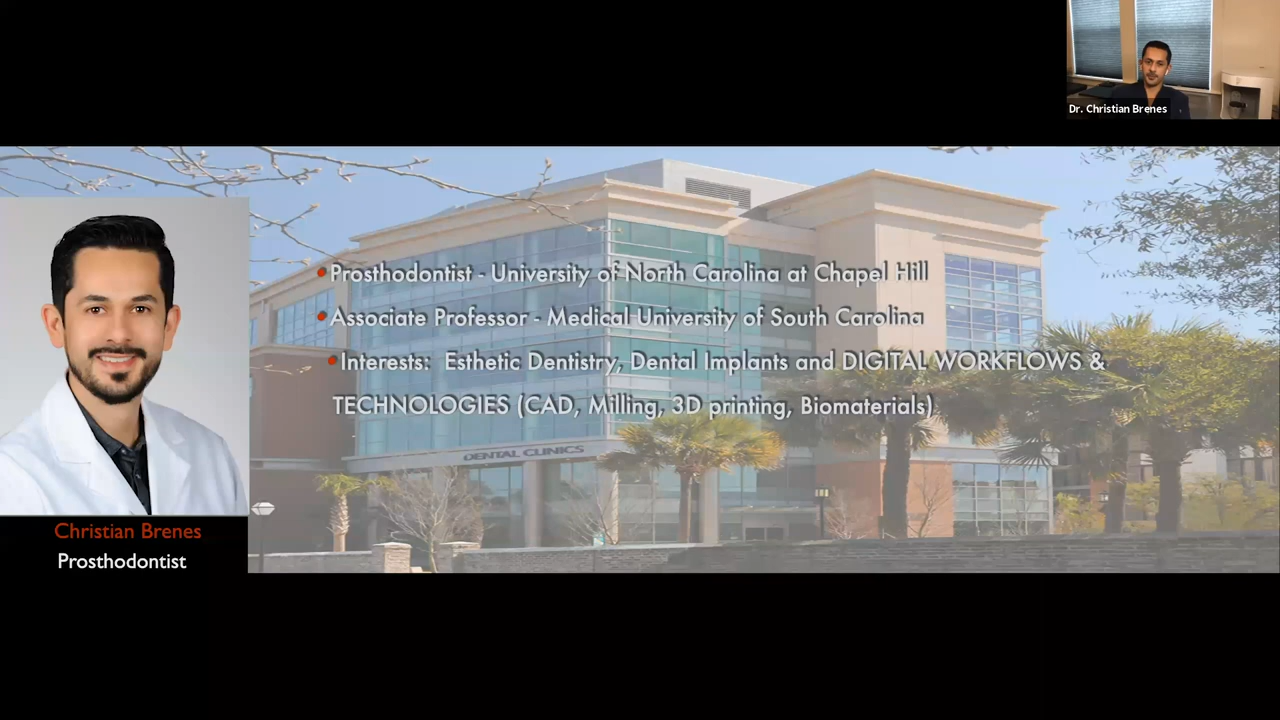 Dr. Christian Brenes
• Prosthodontist - University of North Carolina at Chapel Hill
• Associate Professor - Medical University of South Carolina
• Interests: Esthetic Dentistry, Dental Implants and DIGITAL WORKFLOWS &
TECHNOLOGIES (CAD, Milling, 3D printing, Biomaterials)
DENTAL CLINICS
Christian Brenes
Prosthodontist